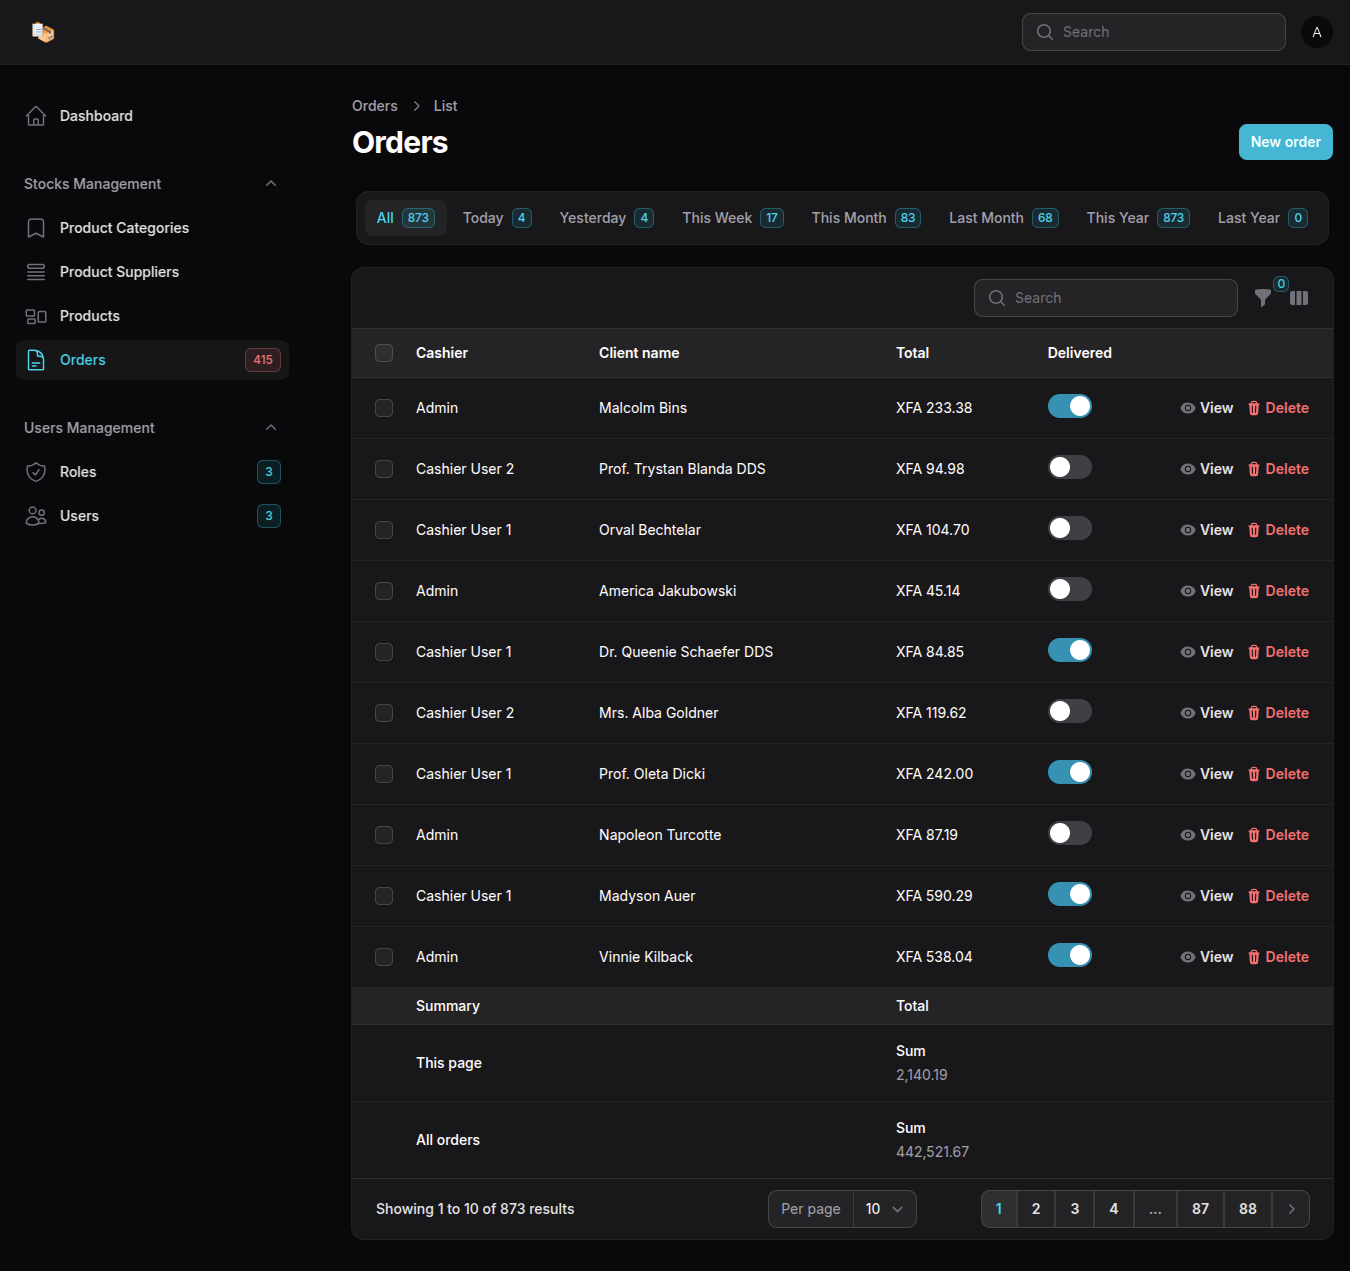 Search A
Dashboard
Stocks Management
Product Categories
Product Suppliers
Products
Orders 415
Users Management
Roles 3
Users 3
Orders List
Orders
New order
All 873 Today 4 Yesterday 4 This Week 17 This Month 83 Last Month 68 This Year 873 Last Year 0
Search 0
Cashier Client name Total Delivered
Admin Malcolm Bins XFA 233.38 View Delete
Cashier User 2 Prof. Trystan Blanda DDS XFA 94.98 View Delete
Cashier User 1 Orval Bechtelar XFA 104.70 View Delete
Admin America Jakubowski XFA 45.14 View Delete
Cashier User 1 Dr. Queenie Schaefer DDS XFA 84.85 View Delete
Cashier User 2 Mrs. Alba Goldner XFA 119.62 View Delete
Cashier User 1 Prof. Oleta Dicki XFA 242.00 View Delete
Admin Napoleon Turcotte XFA 87.19 View Delete
Cashier User 1 Madyson Auer XFA 590.29 View Delete
Admin Vinnie Kilback XFA 538.04 View Delete
Summary Total
This page Sum
2,140.19
All orders Sum
442,521.67
Showing 1 to 10 of 873 results Per page 10 1 2 3 4 ... 87 88